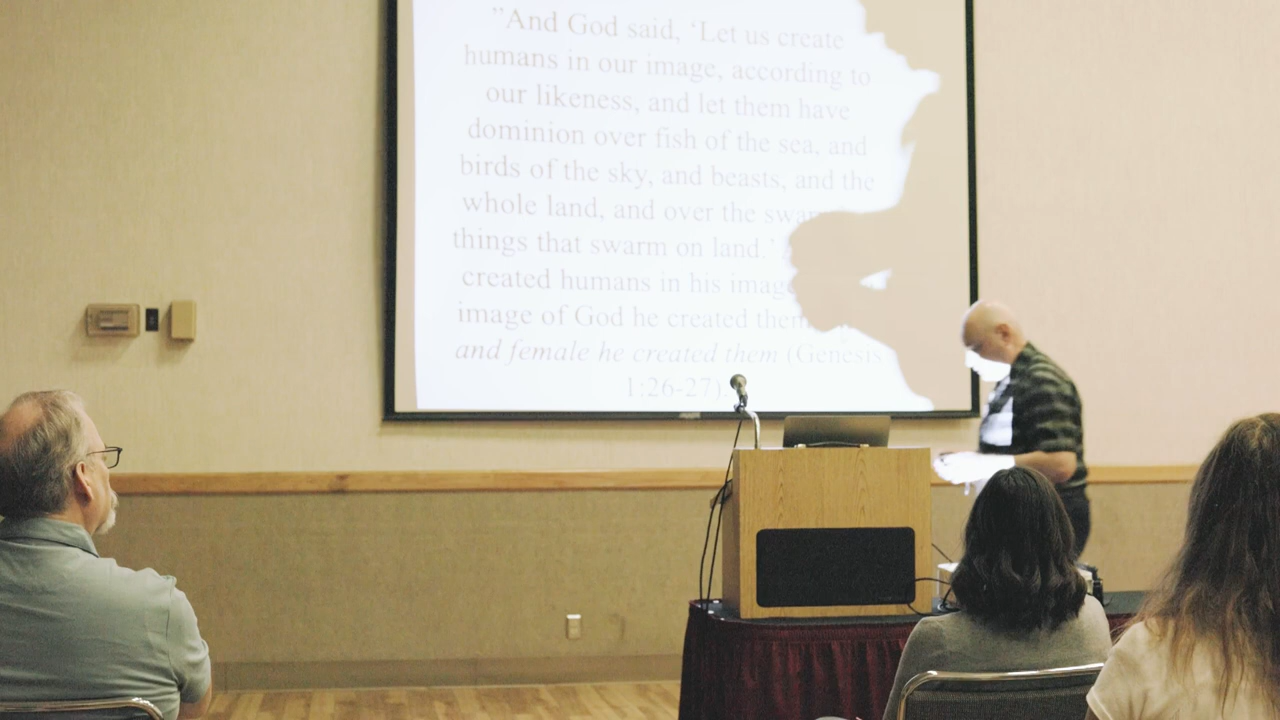 "And God said, 'Let us create
humans in our image, according to
our likeness, and let them have
dominion over fish of the sea, and
birds of the sky, and beasts, and the
whole land, and over the
things that swarm on land.'
created humans in his
image of God he created
and female he created them (Genesis
1:26-27).